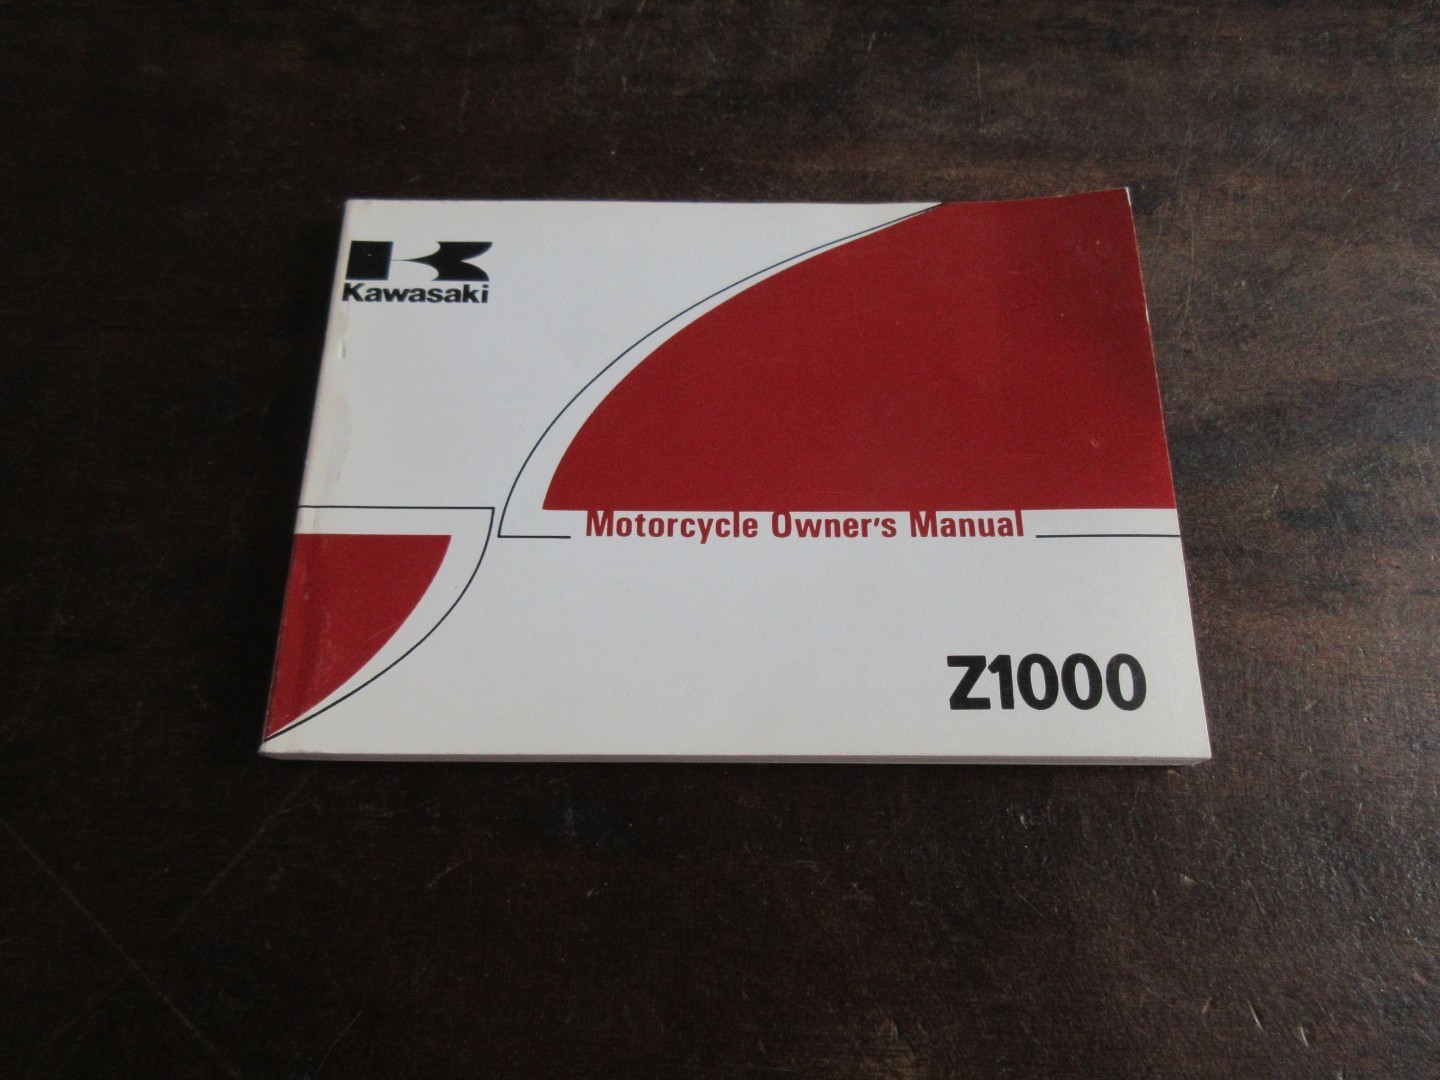 Kawasaki
Motorcycle Owner's Manual
Z1000